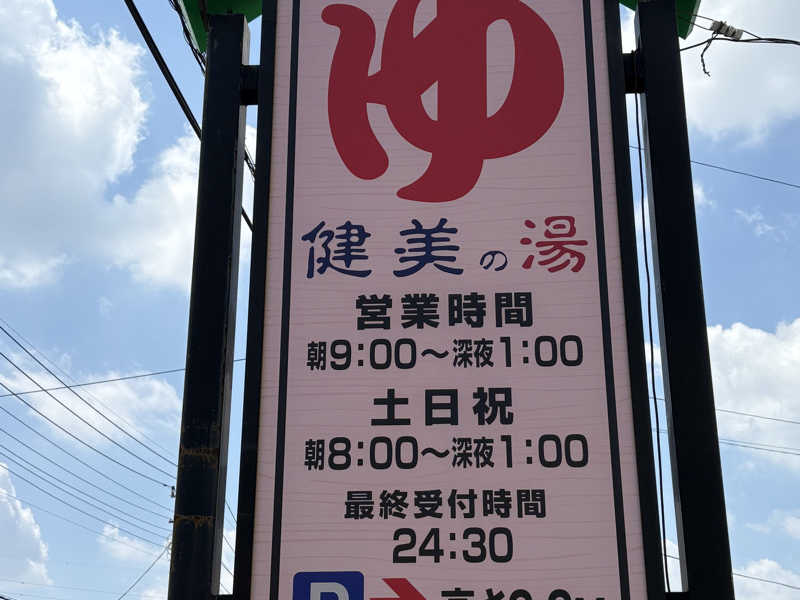 ゆ
健美の湯
営業時間
朝9:00～深夜1:00
土日祝
朝8:00～深夜1:00
最終受付時間
24:30
P